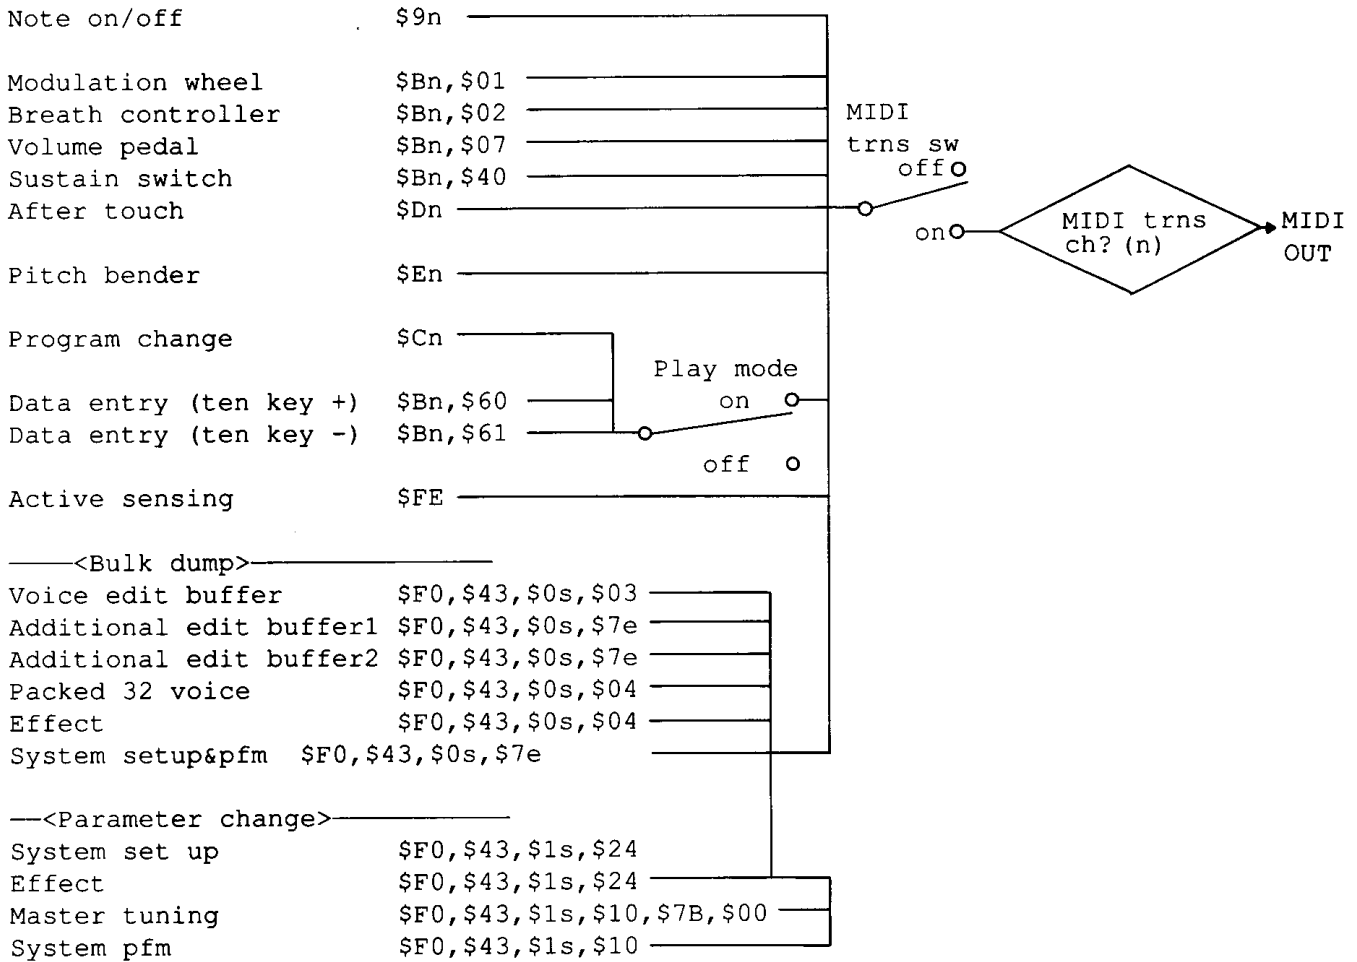 Note on/off $9n
Modulation wheel $Bn,$01
Breath controller $Bn,$02
Volume pedal $Bn,$07
Sustain switch $Bn,$40
After touch $Dn
Pitch bender $En
Program change $Cn
Data entry (ten key +) $Bn,$60
Data entry (ten key -) $Bn,$61
Active sensing $FE
<Bulk dump>
Voice edit buffer $F0,$43,$0s,$03
Additional edit buffer1 $F0,$43,$0s,$7e
Additional edit buffer2 $F0,$43,$0s,$7e
Packed 32 voice $F0,$43,$0s,$04
Effect $F0,$43,$0s,$04
System setup&pfm $F0,$43,$0s,$7e
<Parameter change>
System set up $F0,$43,$1s,$24
Effect $F0,$43,$1s,$24
Master tuning $F0,$43,$1s,$10,$7B,$00
System pfm $F0,$43,$1s,$10
Play mode
on
off
MIDI
trns sw
off
on
MIDI trns
ch?(n)
MIDI
OUT